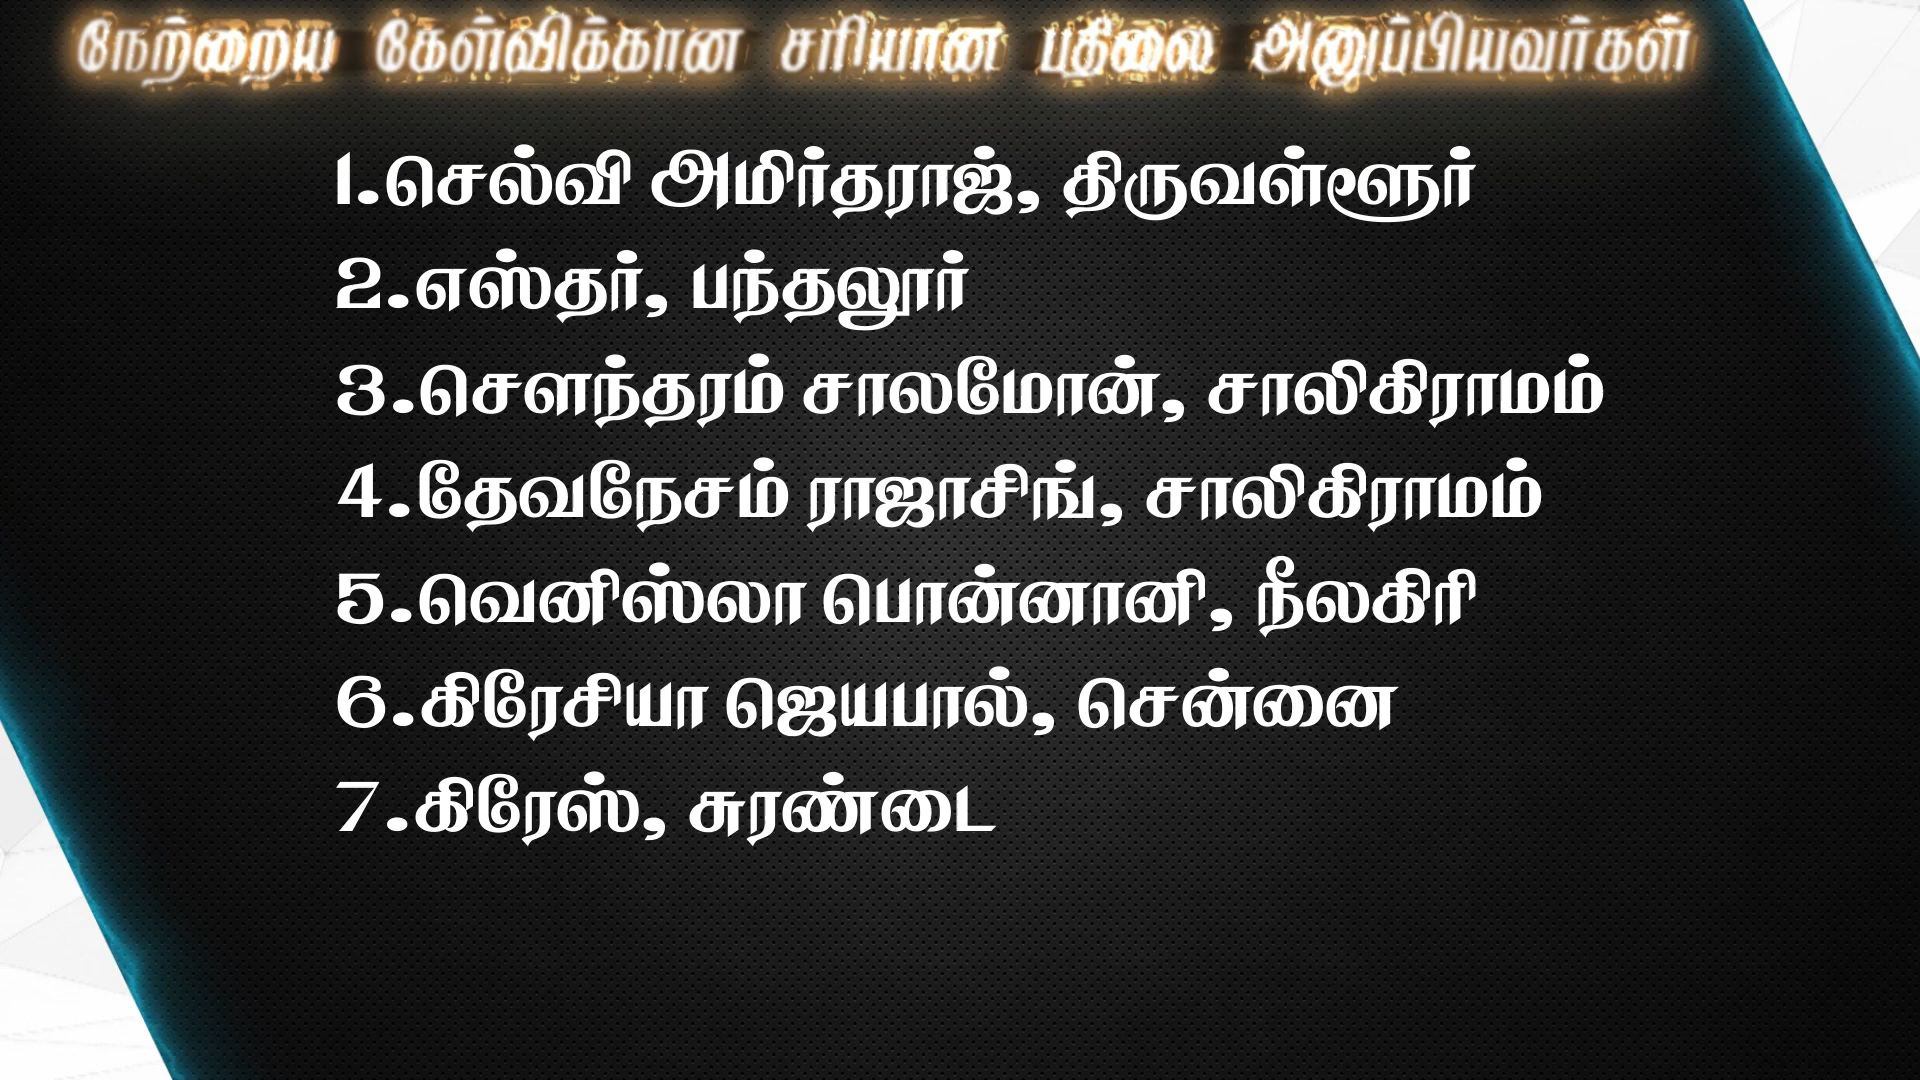 நேற்றைய கேள்விக்கான சரியான பதிலை அனுப்பியவர்கள்
1.செல்வி அமிர்தராஜ், திருவள்ளூர்
2.எஸ்தர், பந்தலூர்
3.சௌந்தரம் சாலமோன், சாலிகிராமம்
4.தேவநேசம் ராஜாசிங், சாலிகிராமம்
5.வெனிஸ்லா பொன்னானி, நீலகிரி
6.கிரேசியா ஜெயபால், சென்னை
7.கிரேஸ், சுரண்டை